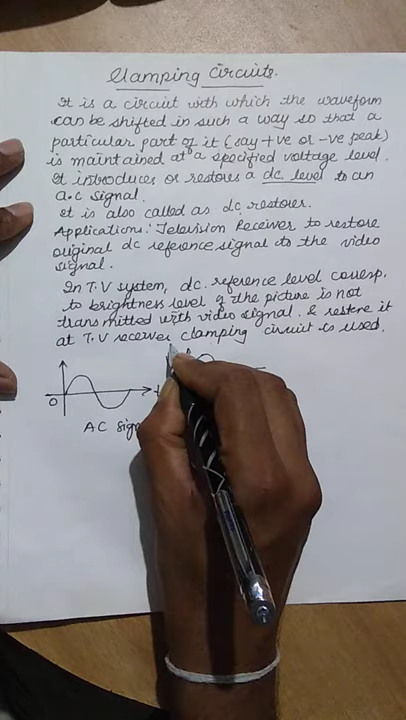 Clamping Circuits.
It is a circuit with which the waveform
can be shifted in such a way so that a
particular part of it (say +ve or -ve peak)
is maintained at a specified voltage level.
It introduces or restores a dc level to an
a.c signal.
It is also called as d.c. restorer.
Applications: Television Receiver to restore
original dc reference signal to the video
signal.
In T.V system, d.c. reference level corresp.
to brightness level of the picture is not
transmitted with video signal. & restore it
at T.V receiver clamping circuit is used.
0
AC Sign